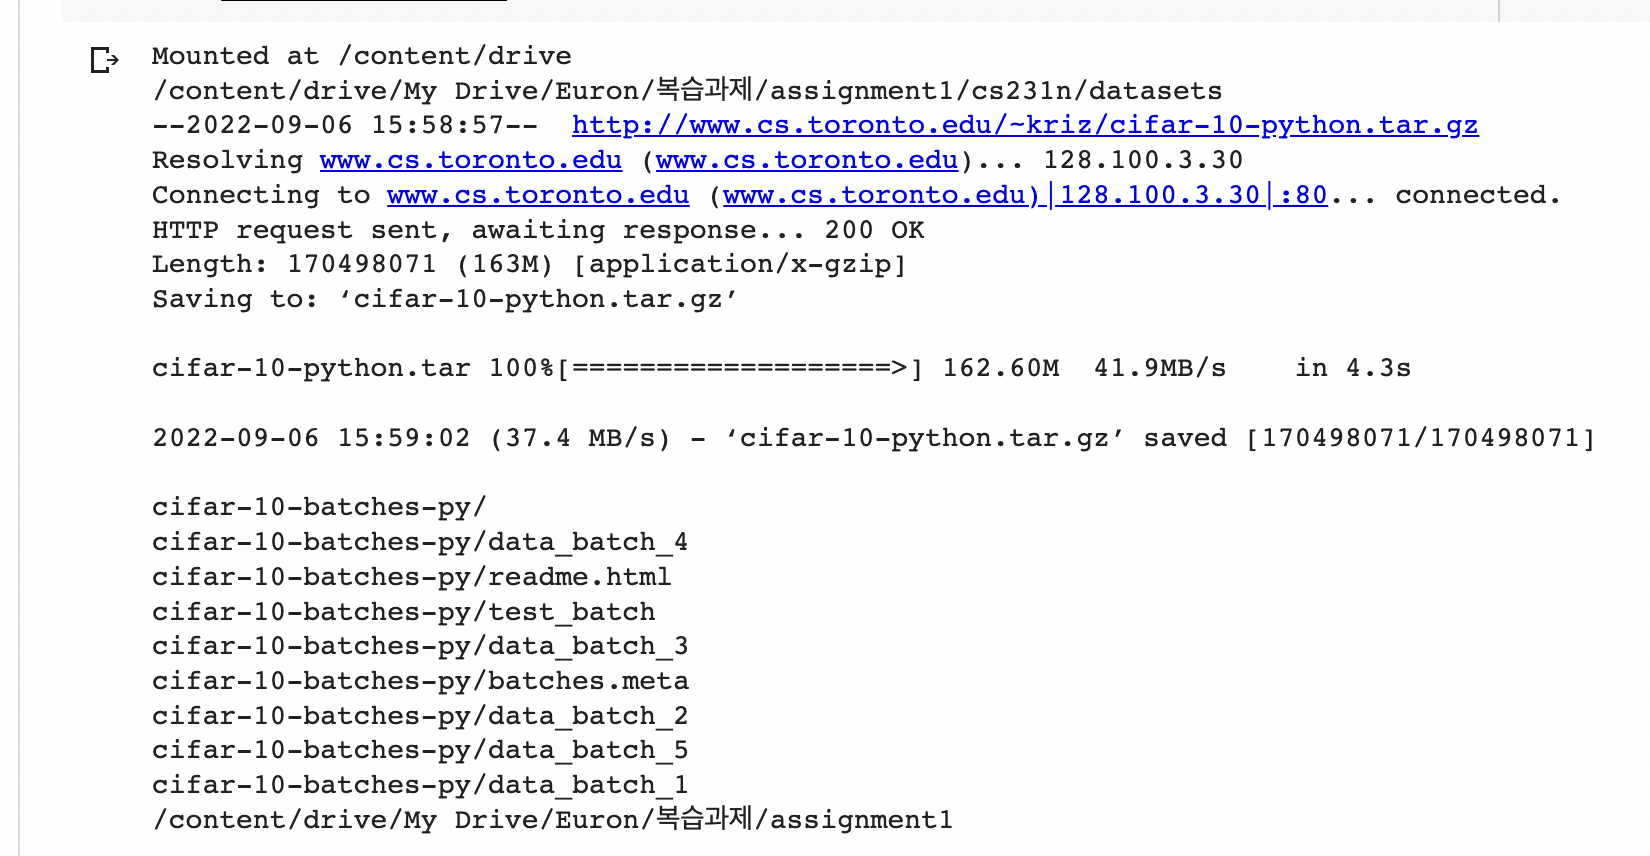 Mounted at /content/drive
/content/drive/My Drive/Euron/복습과제/assignment1/cs231n/datasets
--2022-09-06 15:58:57--  http://www.cs.toronto.edu/~kriz/cifar-10-python.tar.gz
Resolving www.cs.toronto.edu (www.cs.toronto.edu)... 128.100.3.30
Connecting to www.cs.toronto.edu (www.cs.toronto.edu)|128.100.3.30|:80... connected.
HTTP request sent, awaiting response... 200 OK
Length: 170498071 (163M) [application/x-gzip]
Saving to: ‘cifar-10-python.tar.gz’
cifar-10-python.tar 100%[===================>] 162.60M  41.9MB/s    in 4.3s
2022-09-06 15:59:02 (37.4 MB/s) - ‘cifar-10-python.tar.gz’ saved [170498071/170498071]
cifar-10-batches-py/
cifar-10-batches-py/data_batch_4
cifar-10-batches-py/readme.html
cifar-10-batches-py/test_batch
cifar-10-batches-py/data_batch_3
cifar-10-batches-py/batches.meta
cifar-10-batches-py/data_batch_2
cifar-10-batches-py/data_batch_5
cifar-10-batches-py/data_batch_1
/content/drive/My Drive/Euron/복습과제/assignment1